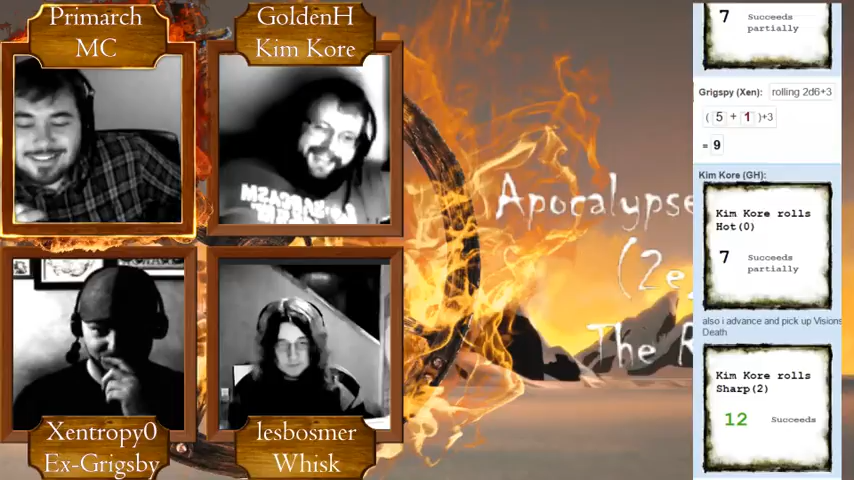 Primarch
MC
GoldenH
Kim Kore
Xentropy0
Ex-Grigsby
lesbosmer
Whisk
Apocalypse
(2e
The R
7 Succeeds
partially
Grigspy (Xen): rolling 2d6+3
( 5 + 1 )+3
= 9
Kim Kore (GH):
Kim Kore rolls
Hot(0)
7 Succeeds
partially
also i advance and pick up Visions
Death
Kim Kore rolls
Sharp(2)
12 Succeeds